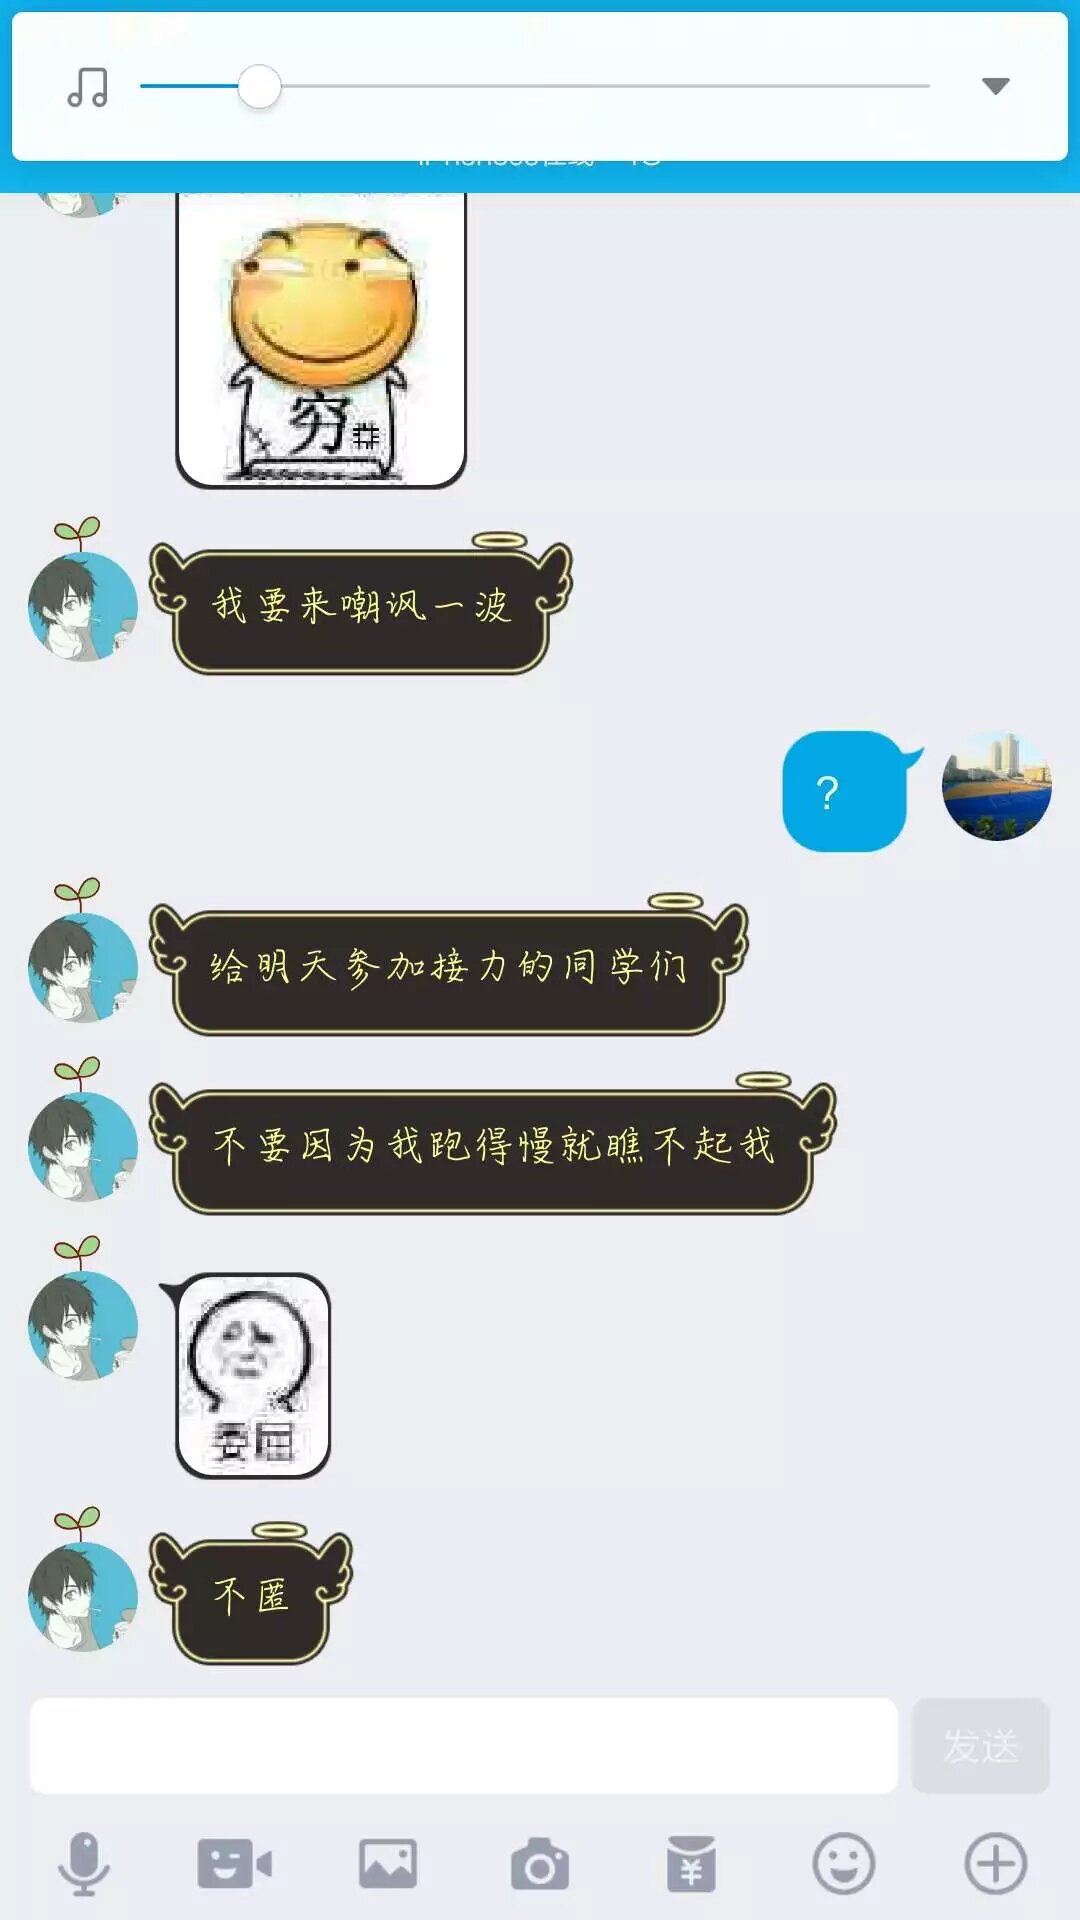 穷
我要来嘲讽一波
？
给明天参加接力的同学们
不要因为我跑得慢就瞧不起我
委屈
不匿
发送